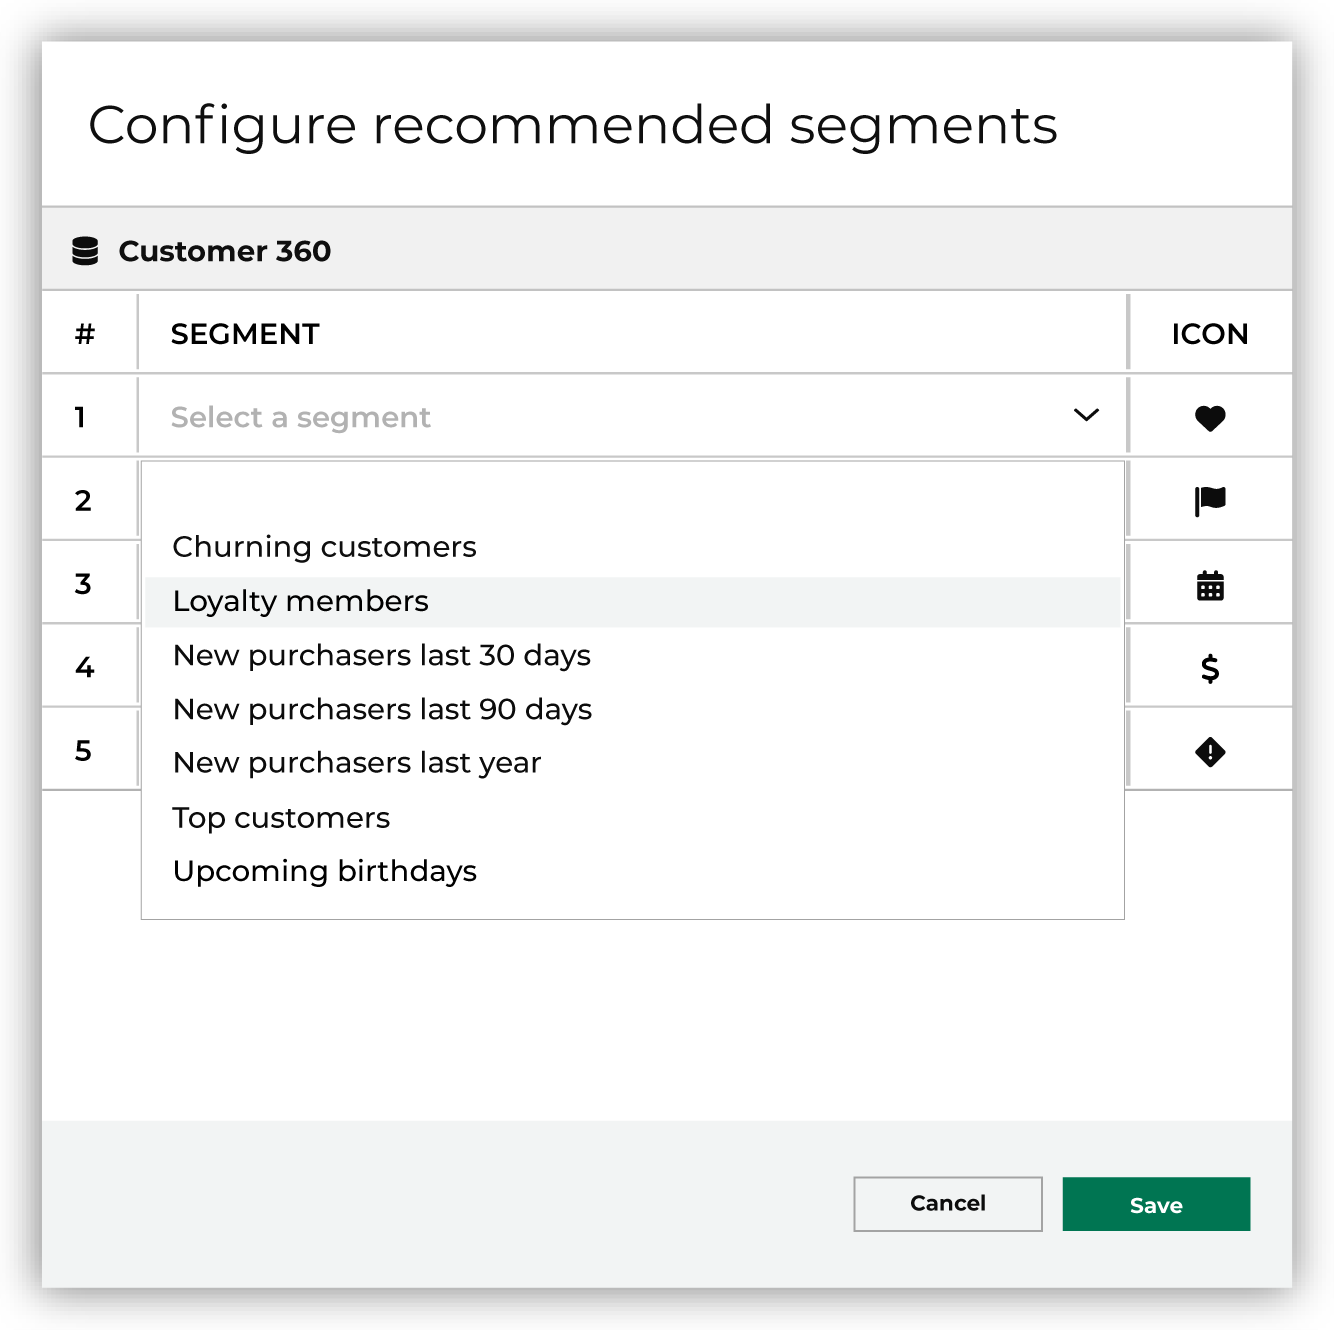 Configure recommended segments
Customer 360
# SEGMENT ICON
1 Select a segment
2
Churning customers
3 Loyalty members
New purchasers last 30 days
4
New purchasers last 90 days
5
New purchasers last year
Top customers
Upcoming birthdays
Cancel Save